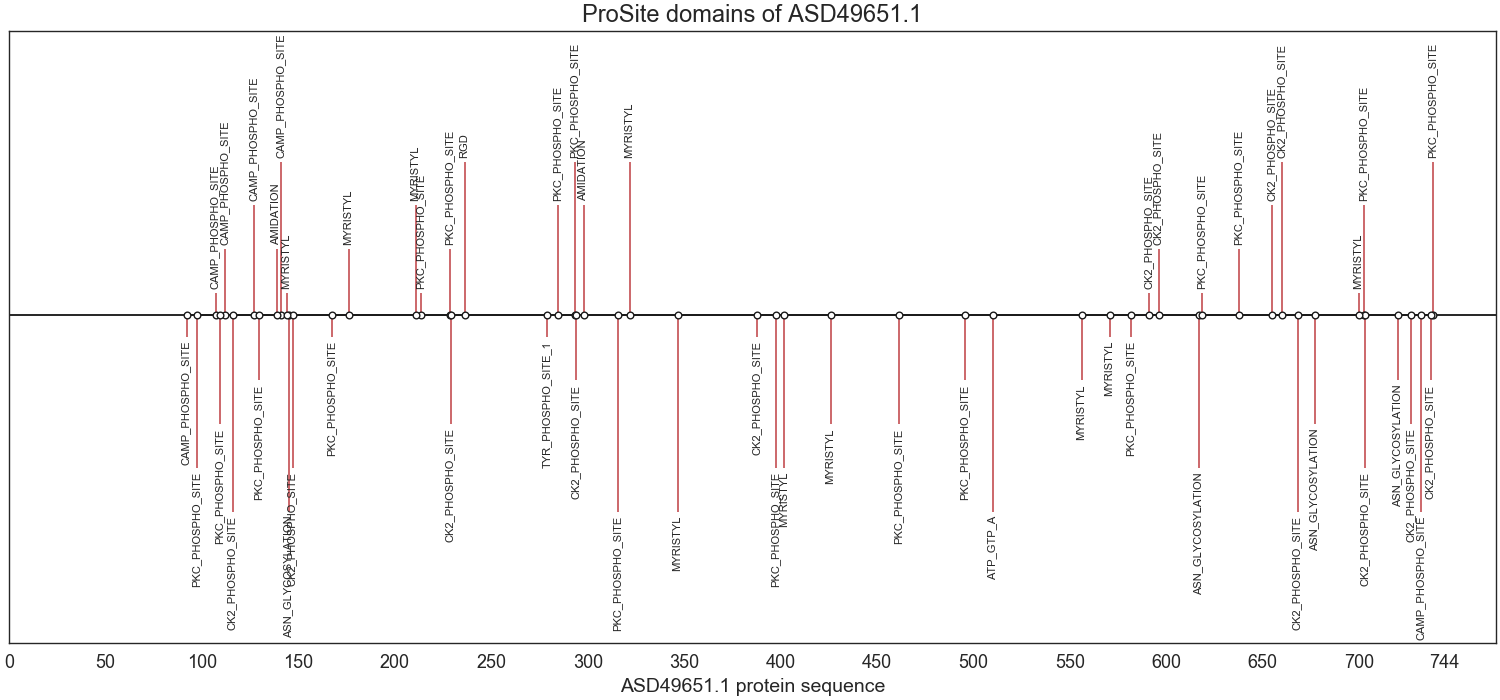 ProSite domains of ASD49651.1
CAMP_PHOSPHO_SITE
PKC_PHOSPHO_SITE
CAMP_PHOSPHO_SITE
PKC_PHOSPHO_SITE
CAMP_PHOSPHO_SITE
CK2_PHOSPHO_SITE
CAMP_PHOSPHO_SITE
PKC_PHOSPHO_SITE
AMIDATION
CAMP_PHOSPHO_SITE
MYRISTYL
ASN_GLYCOSYLATION
CK2_PHOSPHO_SITE
PKC_PHOSPHO_SITE
MYRISTYL
MYRISTYL
PKC_PHOSPHO_SITE
PKC_PHOSPHO_SITE
CK2_PHOSPHO_SITE
RGD
TYR_PHOSPHO_SITE_1
PKC_PHOSPHO_SITE
PKC_PHOSPHO_SITE
CK2_PHOSPHO_SITE
AMIDATION
PKC_PHOSPHO_SITE
MYRISTYL
MYRISTYL
CK2_PHOSPHO_SITE
PKC_PHOSPHO_SITE
MYRISTYL
MYRISTYL
PKC_PHOSPHO_SITE
PKC_PHOSPHO_SITE
ATP_GTP_A
MYRISTYL
MYRISTYL
PKC_PHOSPHO_SITE
CK2_PHOSPHO_SITE
CK2_PHOSPHO_SITE
ASN_GLYCOSYLATION
PKC_PHOSPHO_SITE
PKC_PHOSPHO_SITE
CK2_PHOSPHO_SITE
CK2_PHOSPHO_SITE
CK2_PHOSPHO_SITE
ASN_GLYCOSYLATION
MYRISTYL
PKC_PHOSPHO_SITE
CK2_PHOSPHO_SITE
ASN_GLYCOSYLATION
CK2_PHOSPHO_SITE
CAMP_PHOSPHO_SITE
CK2_PHOSPHO_SITE
PKC_PHOSPHO_SITE
0 50 100 150 200 250 300 350 400 450 500 550 600 650 700 744
ASD49651.1 protein sequence